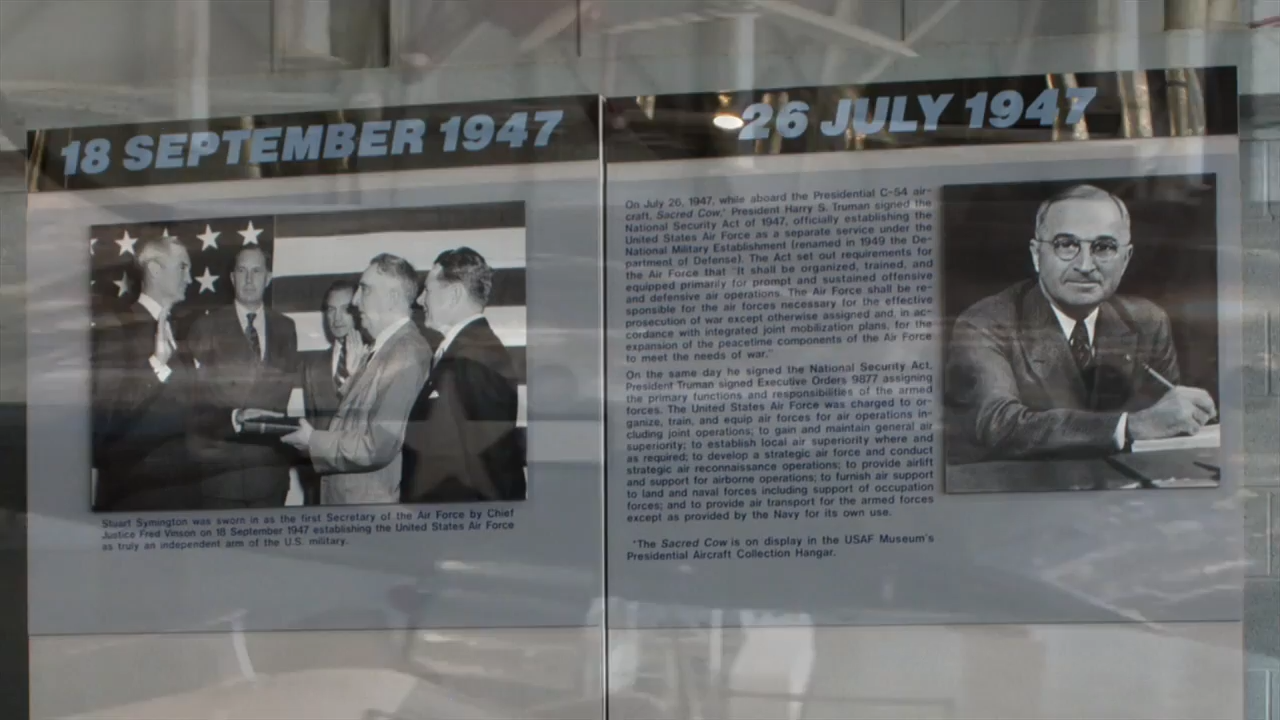 18 SEPTEMBER 1947
Stuart Symington was sworn in as the first Secretary of the Air Force by Chief
Justice Fred Vinson on 18 September 1947 establishing the United States Air Force
as truly an independent arm of the U.S. military.
26 JULY 1947
On July 26, 1947, while aboard the Presidential C-54 air-
craft, Sacred Cow,* President Harry S. Truman signed the
National Security Act of 1947, officially establishing the
United States Air Force as a separate service under the
National Military Establishment (renamed in 1949 the De-
partment of Defense). The Act set out requirements for
the Air Force that "It shall be organized, trained, and
equipped primarily for prompt and sustained offensive
and defensive air operations. The Air Force shall be re-
sponsible for the air forces necessary for the effective
prosecution of war except otherwise assigned and, in ac-
cordance with integrated joint mobilization plans, for the
expansion of the peacetime components of the Air Force
to meet the needs of war."
On the same day he signed the National Security Act,
President Truman signed Executive Orders 9877 assigning
the primary functions and responsibilities of the armed
forces. The United States Air Force was charged to or-
ganize, train, and equip air forces for air operations in-
cluding joint operations; to gain and maintain general air
superiority; to establish local air superiority where and
as required; to develop a strategic air force and conduct
strategic air reconnaissance operations; to provide airlift
and support for airborne operations; to furnish air support
to land and naval forces including support of occupation
forces; and to provide air transport for the armed forces
except as provided by the Navy for its own use.
*The Sacred Cow is on display in the USAF Museum's
Presidential Aircraft Collection Hangar.